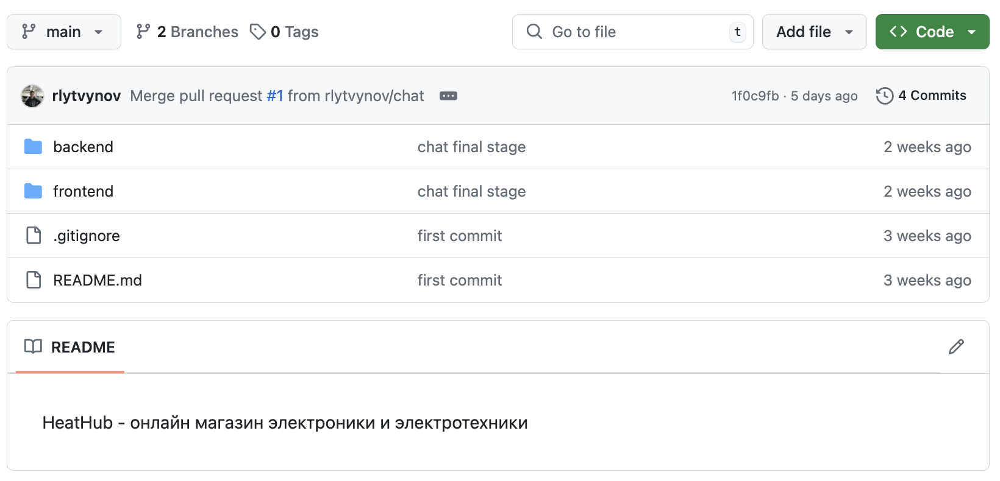 main 2 Branches 0 Tags Go to file t Add file Code
rlytvynov Merge pull request #1 from rlytvynov/chat 1f0c9fb · 5 days ago 4 Commits
backend chat final stage 2 weeks ago
frontend chat final stage 2 weeks ago
.gitignore first commit 3 weeks ago
README.md first commit 3 weeks ago
README
HeatHub - онлайн магазин электроники и электротехники